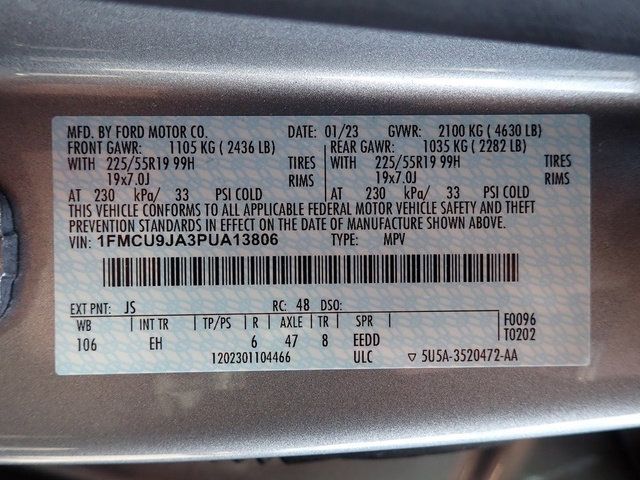 MFD. BY FORD MOTOR CO. DATE: 01/23 GVWR: 2100 KG ( 4630 LB)
FRONT GAWR: 1105 KG ( 2436 LB) REAR GAWR: 1035 KG ( 2282 LB)
WITH 225/55R19 99H TIRES WITH 225/55R19 99H TIRES
19x7.0J RIMS 19x7.0J RIMS
AT 230 kPa/ 33 PSI COLD AT 230 kPa/ 33 PSI COLD
THIS VEHICLE CONFORMS TO ALL APPLICABLE FEDERAL MOTOR VEHICLE SAFETY AND THEFT
PREVENTION STANDARDS IN EFFECT ON THE DATE OF MANUFACTURE SHOWN ABOVE.
VIN: 1FMCU9JA3PUA13806 TYPE: MPV
EXT PNT: JS RC: 48 DSO:
WB INT TR TP/PS R AXLE TR SPR F0096
106 EH 6 47 8 EEDD T0202
1202301104466 ULC ▽ 5U5A-3520472-AA